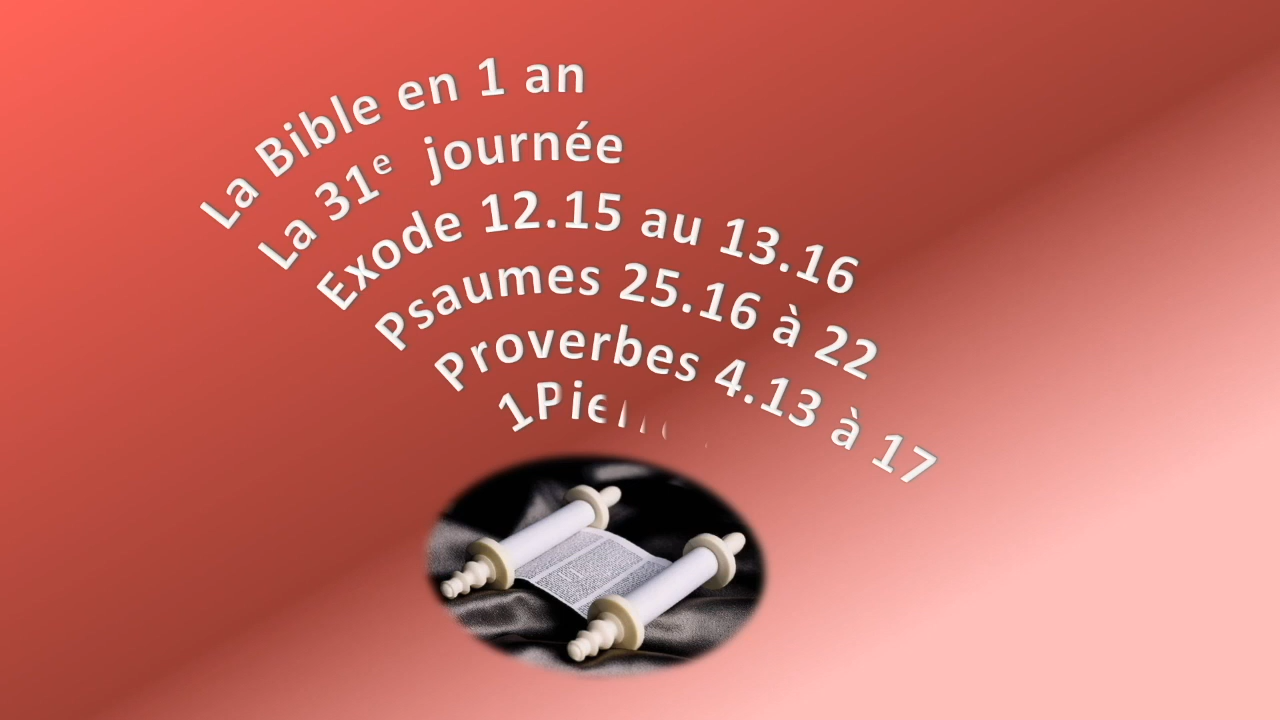 La Bible en 1 an
La 31e journée
Exode 12.15 au 13.16
Psaumes 25.16 à 22
Proverbes 4.13 à 17